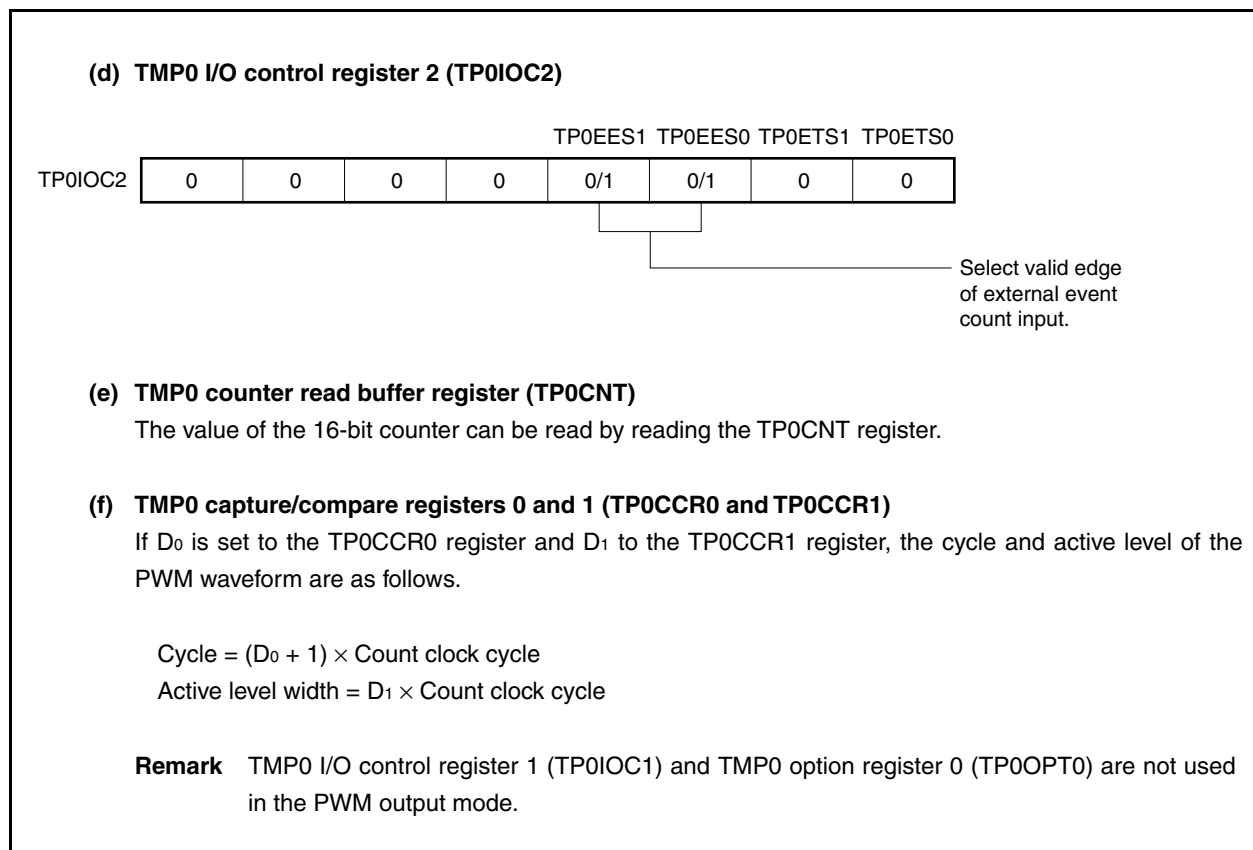 (d) TMP0 I/O control register 2 (TP0IOC2)
TP0EES1 TP0EES0 TP0ETS1 TP0ETS0
TP0IOC2 0 0 0 0 0/1 0/1 0 0
Select valid edge
of external event
count input.
(e) TMP0 counter read buffer register (TP0CNT)
The value of the 16-bit counter can be read by reading the TP0CNT register.
(f) TMP0 capture/compare registers 0 and 1 (TP0CCR0 and TP0CCR1)
If D0 is set to the TP0CCR0 register and D1 to the TP0CCR1 register, the cycle and active level of the
PWM waveform are as follows.
Cycle = (D0 + 1) × Count clock cycle
Active level width = D1 × Count clock cycle
Remark TMP0 I/O control register 1 (TP0IOC1) and TMP0 option register 0 (TP0OPT0) are not used
in the PWM output mode.